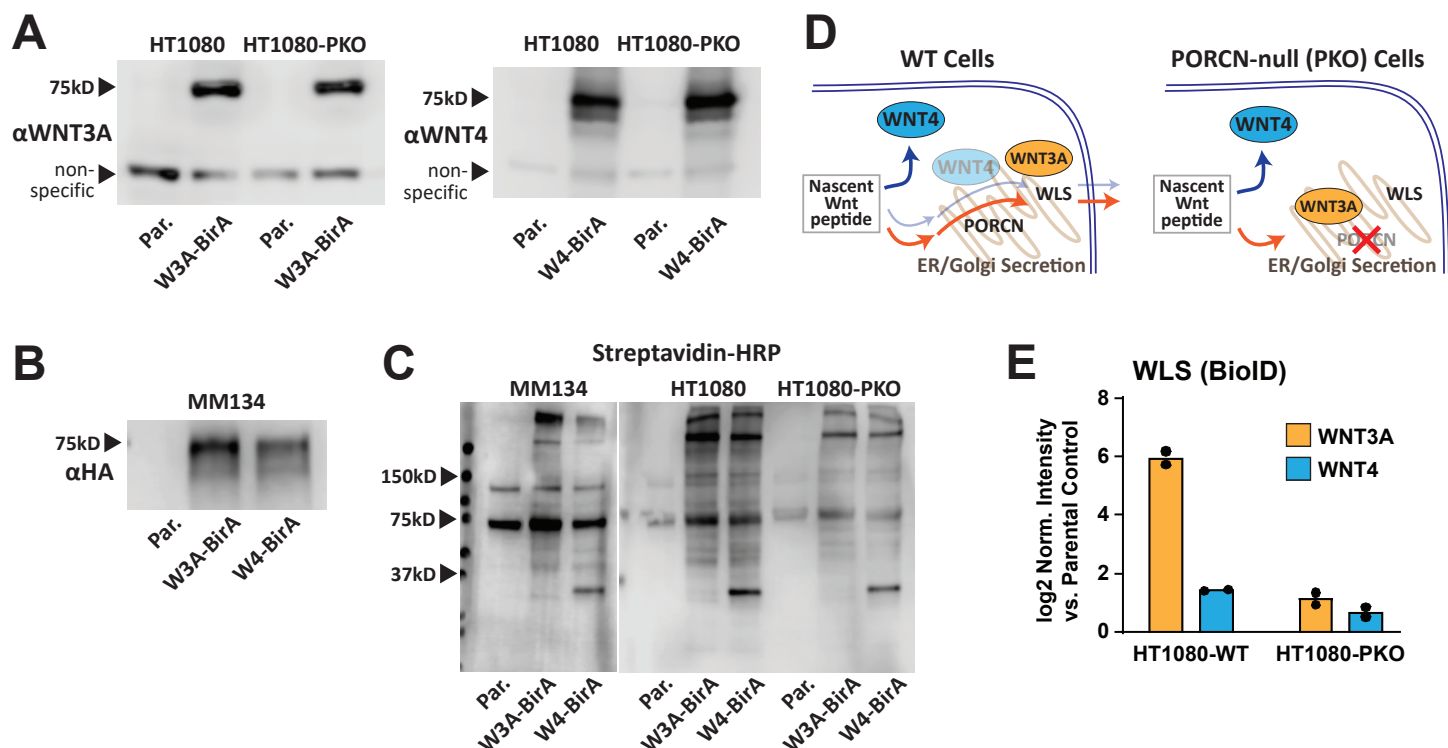 A
HT1080 HT1080-PKO
75kD
αWNT3A
non-
specific
Par.
W3A-BirA
Par.
W3A-BirA
HT1080 HT1080-PKO
75kD
αWNT4
non-
specific
Par.
W4-BirA
Par.
W4-BirA
D
WT Cells
WNT4
WNT4
WNT3A
Nascent
Wnt
peptide
WLS
PORCN
ER/Golgi Secretion
PORCN-null (PKO) Cells
WNT4
Nascent
Wnt
peptide
WNT3A
WLS
PORCN
ER/Golgi Secretion
B
MM134
75kD
αHA
Par.
W3A-BirA
W4-BirA
C
Streptavidin-HRP
MM134
HT1080 HT1080-PKO
150kD
75kD
37kD
Par.
W3A-BirA
W4-BirA
Par.
W3A-BirA
W4-BirA
Par.
W3A-BirA
W4-BirA
E
WLS (BioID)
log2 Norm. Intensity
vs. Parental Control
8
6
4
2
0
WNT3A
WNT4
HT1080-WT
HT1080-PKO